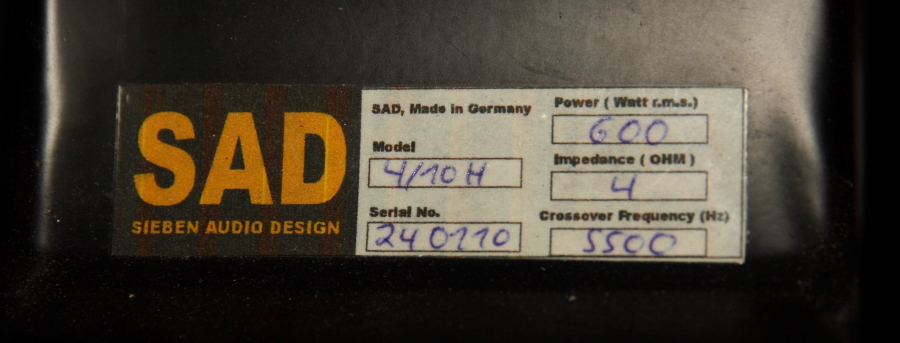 SAD
SIEBEN AUDIO DESIGN
SAD, Made in Germany
Model
4/10H
Serial No.
240110
Power ( Watt r.m.s.)
600
Impedance ( OHM )
4
Crossover Frequency (Hz)
5500